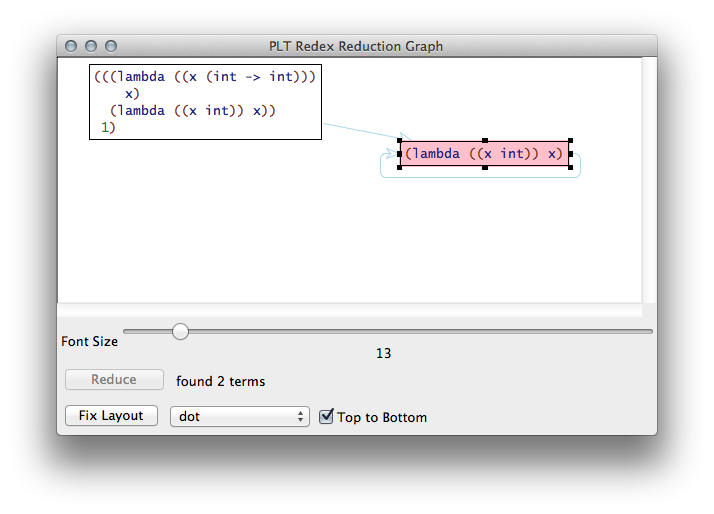 PLT Redex Reduction Graph
(((lambda ((x (int -> int)))
x)
(lambda ((x int)) x))
1)
(lambda ((x int)) x)
Font Size
13
Reduce
found 2 terms
Fix Layout
dot
Top to Bottom